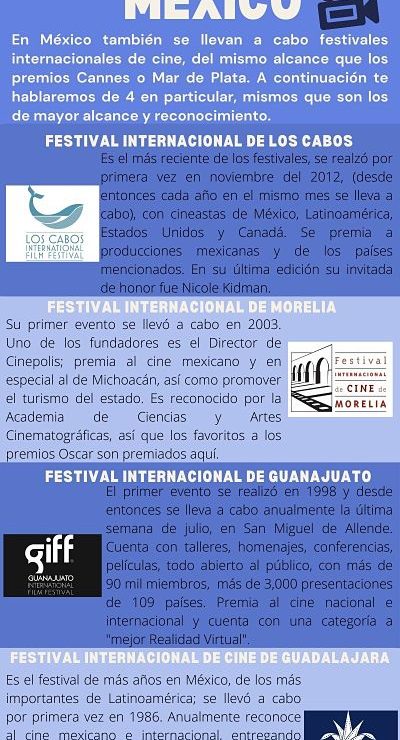 MÉXICO
En México también se llevan a cabo festivales
internacionales de cine, del mismo alcance que los
premios Cannes o Mar de Plata. A continuación te
hablaremos de 4 en particular, mismos que son los
de mayor alcance y reconocimiento.
FESTIVAL INTERNACIONAL DE LOS CABOS
Es el más reciente de los festivales, se realzó por
primera vez en noviembre del 2012, (desde
entonces cada año en el mismo mes se lleva a
cabo), con cineastas de México, Latinoamérica,
Estados Unidos y Canadá. Se premia a
producciones mexicanas y de los países
mencionados. En su última edición su invitada
de honor fue Nicole Kidman.
LOS CABOS
INTERNATIONAL
FILM FESTIVAL
FESTIVAL INTERNACIONAL DE MORELIA
Su primer evento se llevó a cabo en 2003.
Uno de los fundadores es el Director de
Cinepolis; premia al cine mexicano y en
especial al de Michoacán, así como promover
el turismo del estado. Es reconocido por la
Academia de Ciencias y Artes
Cinematográficas, así que los favoritos a los
premios Oscar son premiados aquí.
Festival
INTERNACIONAL
de CINE de
MORELIA
FESTIVAL INTERNACIONAL DE GUANAJUATO
El primer evento se realizó en 1998 y desde
entonces se lleva a cabo anualmente la última
semana de julio, en San Miguel de Allende.
Cuenta con talleres, homenajes, conferencias,
películas, todo abierto al público, con más de
90 mil miembros, más de 3,000 presentaciones
de 109 países. Premia al cine nacional e
internacional y cuenta con una categoría a
"mejor Realidad Virtual".
giff
GUANAJUATO
INTERNATIONAL
FILM FESTIVAL
FESTIVAL INTERNACIONAL DE CINE DE GUADALAJARA
Es el festival de más años en México, de los más
importantes de Latinoamérica; se llevó a cabo
por primera vez en 1986. Anualmente reconoce
al cine mexicano e internacional, entregando